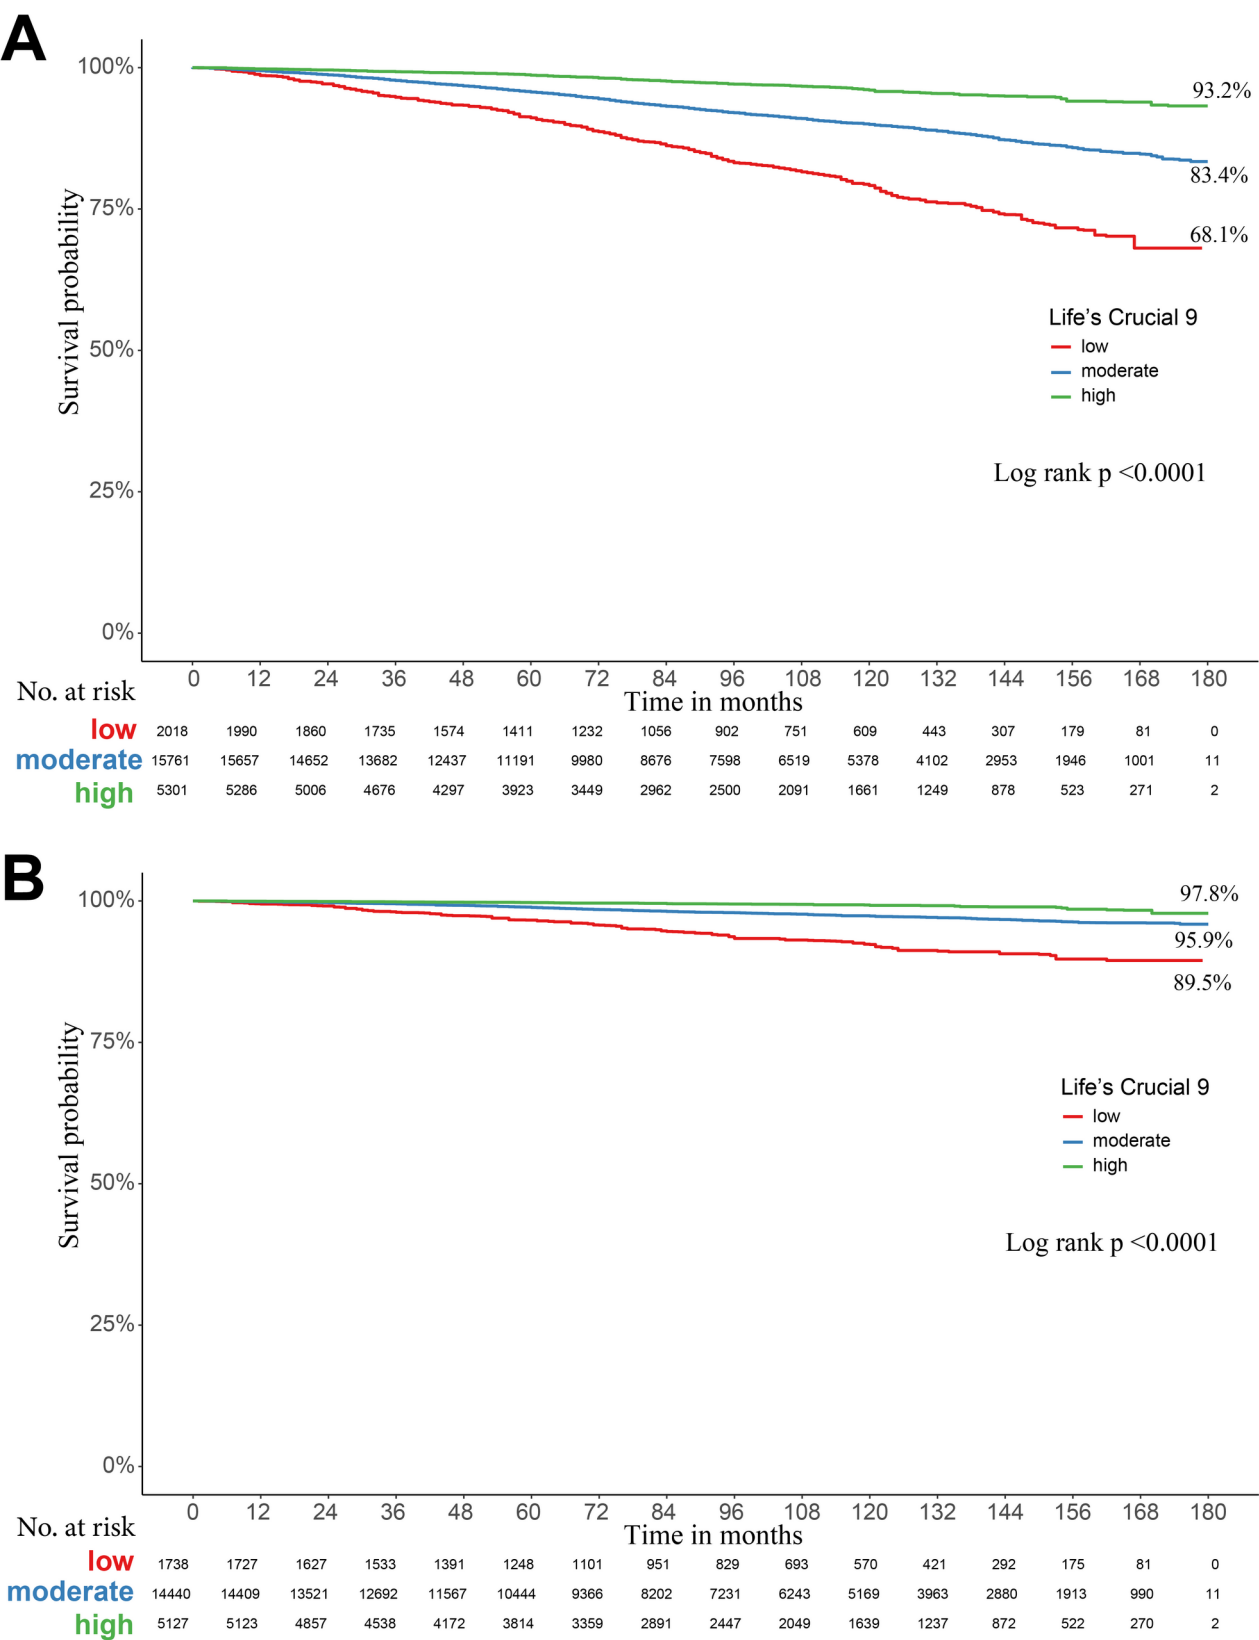 A
100%
93.2%
83.4%
75%
68.1%
Survival probability
Life's Crucial 9
low
50%
moderate
high
Log rank p <0.0001
25%
0%
0 12 24 36 48 60 72 84 96 108 120 132 144 156 168 180
No. at risk
Time in months
low 2018 1990 1860 1735 1574 1411 1232 1056 902 751 609 443 307 179 81 0
moderate 15761 15657 14652 13682 12437 11191 9980 8676 7598 6519 5378 4102 2953 1946 1001 11
high 5301 5286 5006 4676 4297 3923 3449 2962 2500 2091 1661 1249 878 523 271 2
B
97.8%
100%
95.9%
89.5%
75%
Survival probability
Life's Crucial 9
low
moderate
high
50%
Log rank p <0.0001
25%
0%
0 12 24 36 48 60 72 84 96 108 120 132 144 156 168 180
No. at risk
Time in months
low 1738 1727 1627 1533 1391 1248 1101 951 829 693 570 421 292 175 81 0
moderate 14440 14409 13521 12692 11567 10444 9366 8202 7231 6243 5169 3963 2880 1913 990 11
high 5127 5123 4857 4538 4172 3814 3359 2891 2447 2049 1639 1237 872 522 270 2